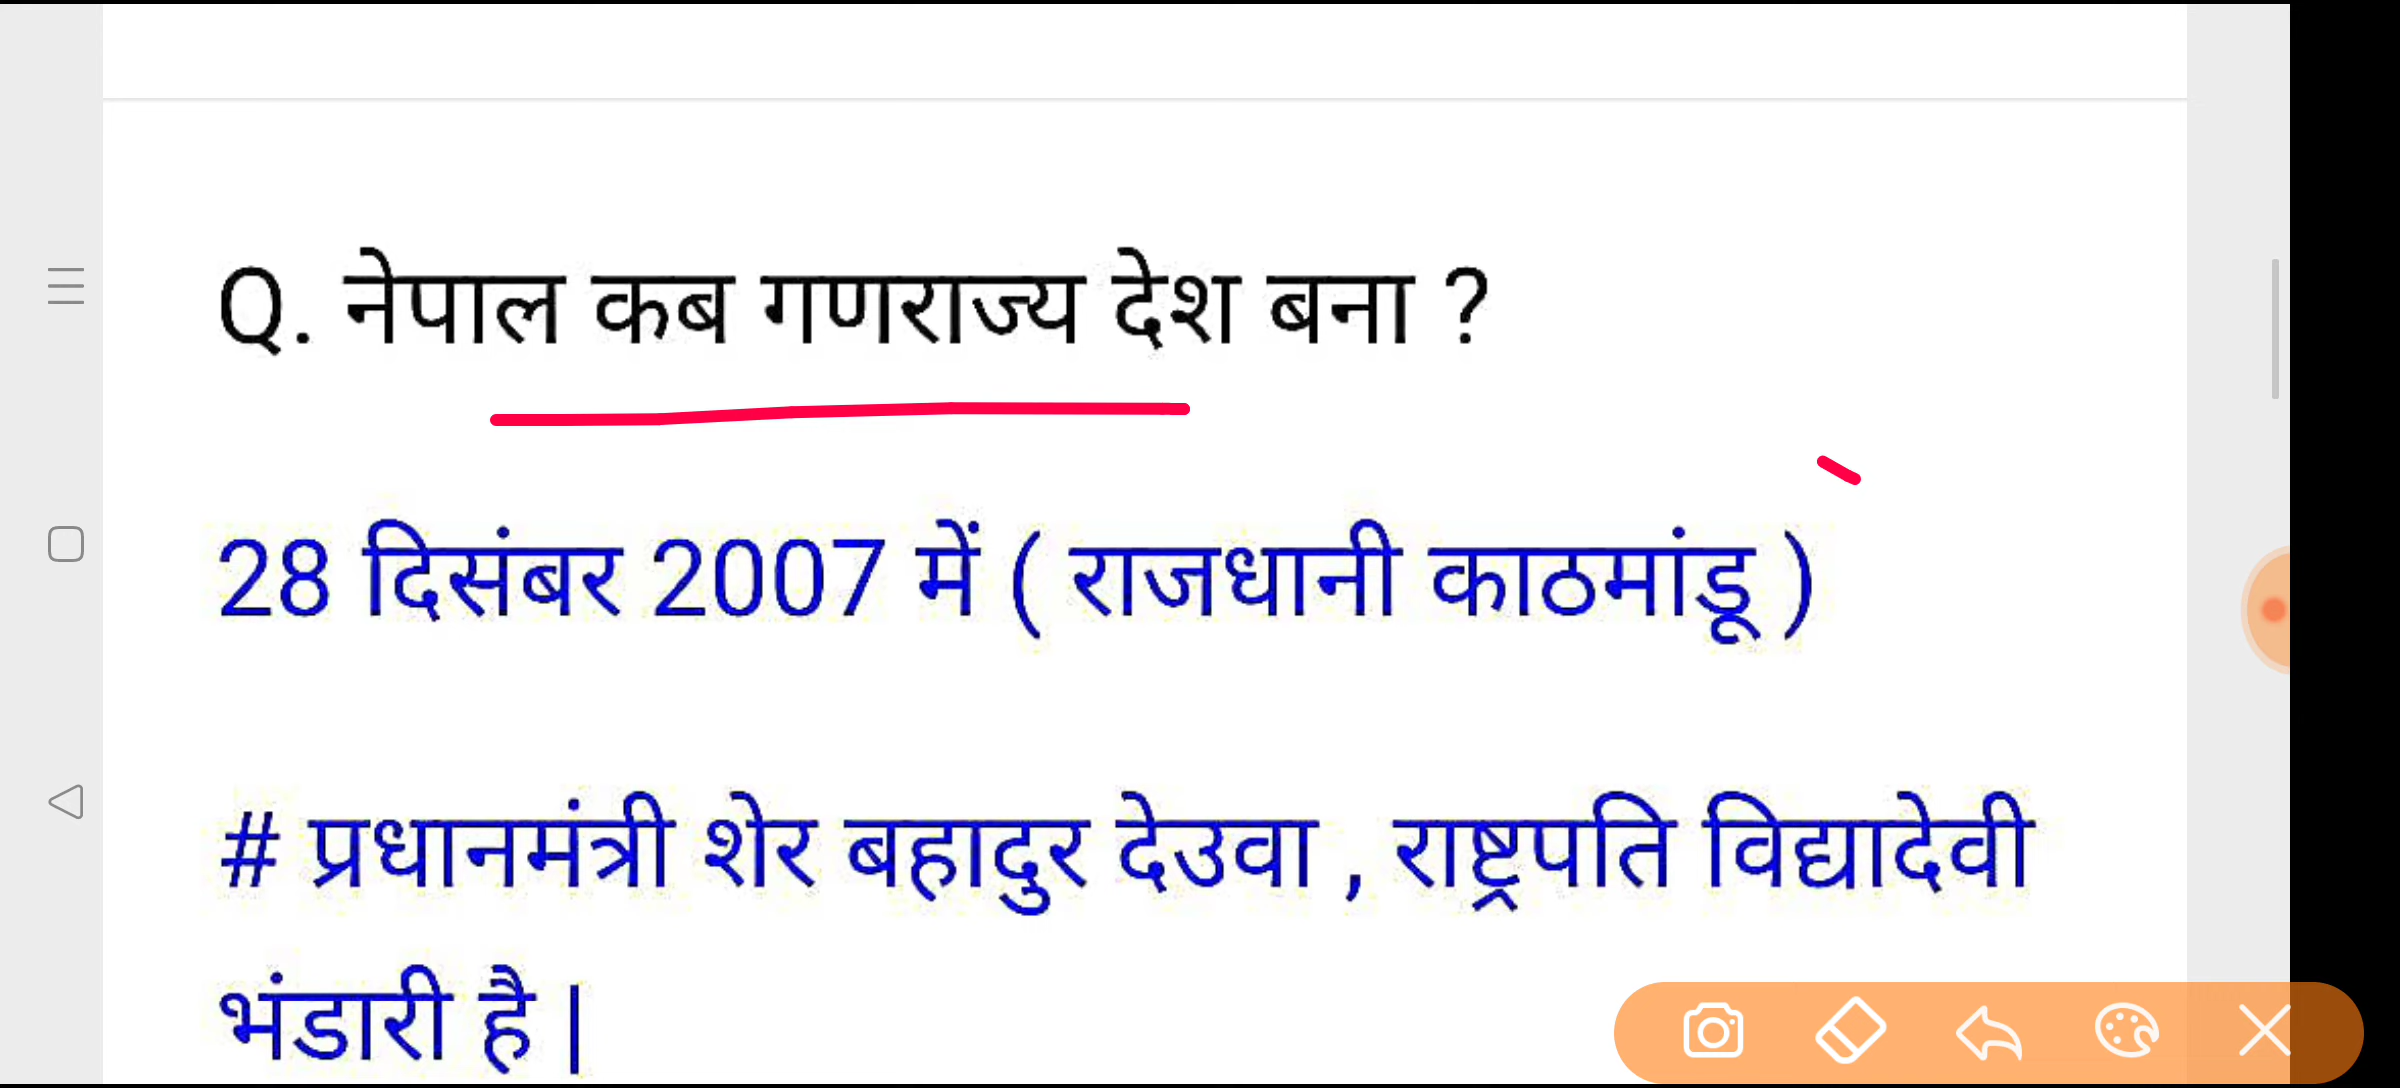 Q. नेपाल कब गणराज्य देश बना ?
28 दिसंबर 2007 में ( राजधानी काठमांडू )
# प्रधानमंत्री शेर बहादुर देउवा , राष्ट्रपति विद्यादेवी
भंडारी है |